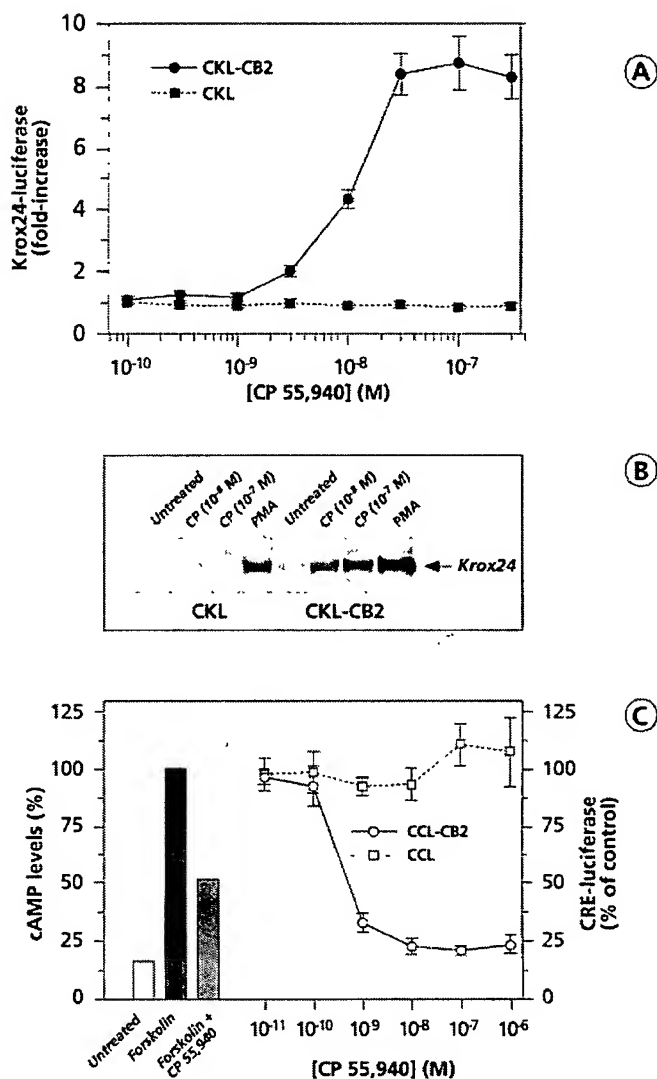 A
Krox24-luciferase
(fold-increase)
10
8
6
4
2
0
CKL-CB2
CKL
10⁻¹⁰ 10⁻⁹ 10⁻⁸ 10⁻⁷
[CP 55,940] (M)
B
Untreated CP (10⁻⁸ M) CP (10⁻⁷ M) PMA Untreated CP (10⁻⁸ M) CP (10⁻⁷ M) PMA
Krox24
CKL CKL-CB2
C
cAMP levels (%)
125
100
75
50
25
0
Untreated
Forskolin
Forskolin +
CP 55,940
CCL-CB2
CCL
10⁻¹¹ 10⁻¹⁰ 10⁻⁹ 10⁻⁸ 10⁻⁷ 10⁻⁶
[CP 55,940] (M)
125
100
75
50
25
0
CRE-luciferase
(% of control)